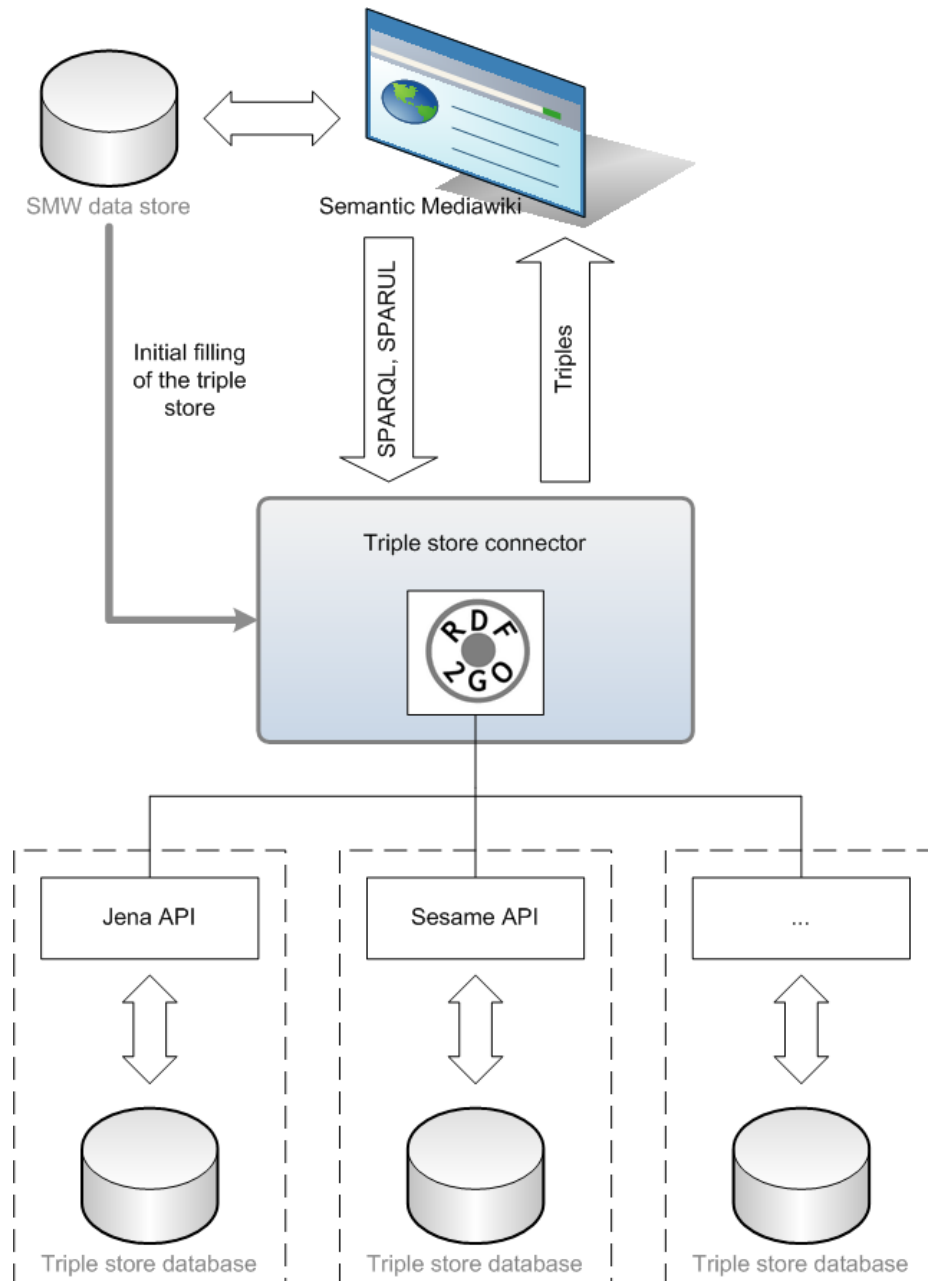 SMW data store
Semantic Mediawiki
SPARQL, SPARUL
Triples
Initial filling
of the triple
store
Triple store connector
RDF
2GO
Jena API
Sesame API
...
Triple store database
Triple store database
Triple store database